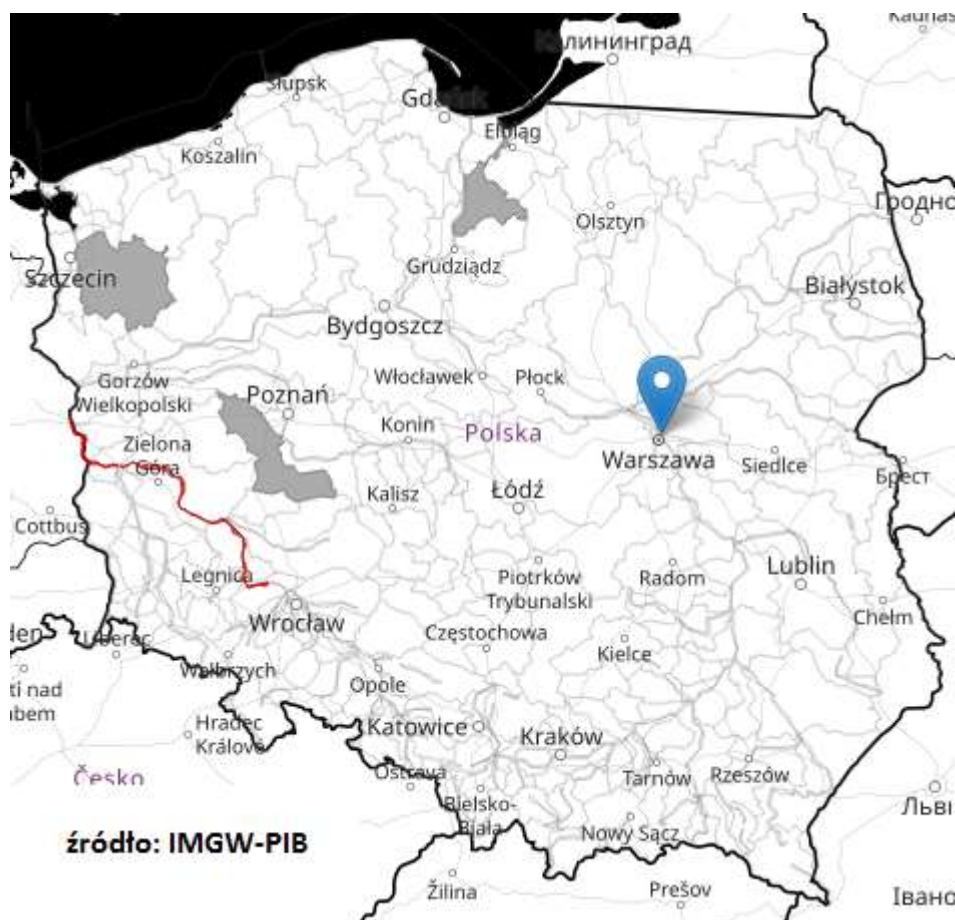 Kaunas
Калининград
Słupsk
Gdańsk
Elbląg
Koszalin
Гродно
Olsztyn
Szczecin
Grudziądz
Białystok
Bydgoszcz
Gorzów
Wielkopolski
Poznań
Włocławek
Płock
Konin
Polska
Zielona
Góra
Warszawa
Siedlce
Брест
Kalisz
Łódź
Cottbus
Legnica
Piotrków
Trybunalski
Radom
Lublin
Wrocław
Chełm
Liberec
Częstochowa
Kielce
Wałbrzych
Opole
Hradec
Králové
Katowice
Kraków
Česko
Ostrava
Tarnów
Rzeszów
Bielsko-
Biała
Nowy Sącz
źródło: IMGW-PIB
Žilina
Prešov